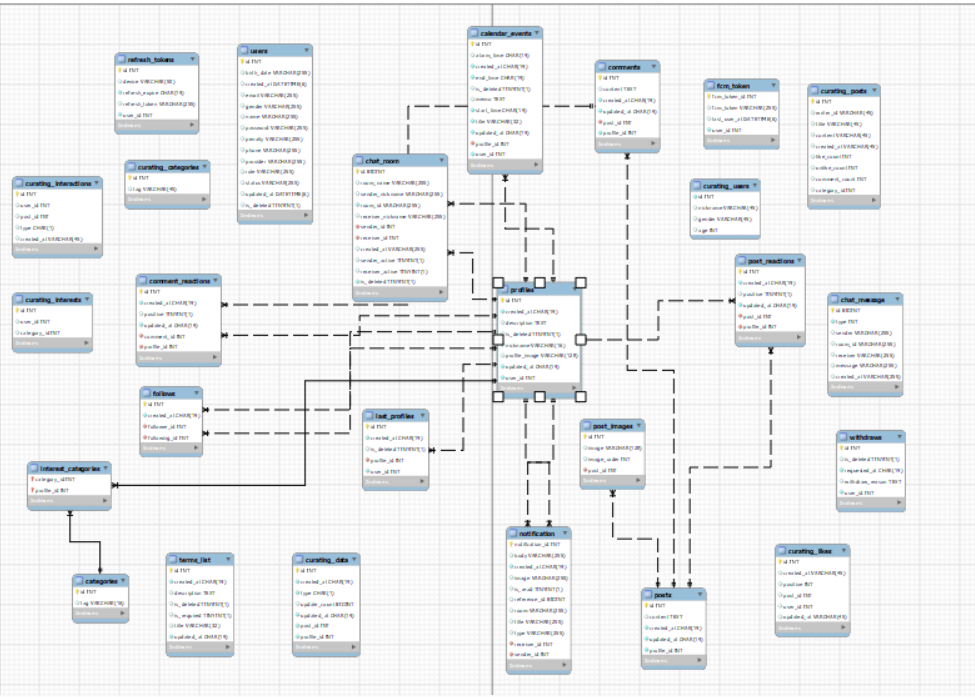 calendar_events
id INT
alarm_time CHAR(19)
created_at CHAR(19)
end_time CHAR(19)
is_deleted TINYINT(1)
memo TEXT
start_time CHAR(19)
title VARCHAR(32)
updated_at CHAR(19)
profile_id INT
user_id INT
Indexes
refresh_tokens
id INT
refresh_expire CHAR(19)
refresh_token VARCHAR(255)
user_id INT
Indexes
users
id INT
birth_date VARCHAR(255)
created_at DATETIME(6)
email VARCHAR(255)
gender VARCHAR(255)
name VARCHAR(255)
password VARCHAR(255)
penalty VARCHAR(255)
phone VARCHAR(255)
provider VARCHAR(255)
role VARCHAR(255)
status VARCHAR(255)
updated_at DATETIME(6)
is_deleted TINYINT(1)
Indexes
comments
id INT
content TEXT
created_at CHAR(19)
updated_at CHAR(19)
post_id INT
profile_id INT
Indexes
fcm_token
fcm_token_id INT
fcm_token VARCHAR(255)
user_id INT
Indexes
curating_posts
title VARCHAR(45)
content VARCHAR(45)
created_at VARCHAR(45)
like_count INT
comment_count INT
category_id INT
Indexes
curating_categories
id INT
tag VARCHAR(45)
Indexes
chat_room
id BIGINT
room_name VARCHAR(255)
sender_nickname VARCHAR(255)
room_id VARCHAR(255)
receiver_nickname VARCHAR(255)
sender_id INT
receiver_id INT
created_at VARCHAR(255)
sender_active TINYINT(1)
receiver_active TINYINT(1)
is_deleted TINYINT(1)
Indexes
curating_interactions
id INT
user_id INT
post_id INT
type CHAR(1)
created_at VARCHAR(45)
Indexes
curating_users
id INT
nickname VARCHAR(45)
gender VARCHAR(45)
age INT
Indexes
post_reactions
id INT
created_at CHAR(19)
positive TINYINT(1)
updated_at CHAR(19)
post_id INT
profile_id INT
Indexes
comment_reactions
id INT
created_at CHAR(19)
positive TINYINT(1)
updated_at CHAR(19)
comment_id INT
profile_id INT
Indexes
profiles
id INT
created_at CHAR(19)
description TEXT
is_deleted TINYINT(1)
nickname VARCHAR(18)
profile_image VARCHAR(128)
updated_at CHAR(19)
user_id INT
Indexes
curating_interests
id INT
user_id INT
category_id INT
Indexes
chat_message
id BIGINT
type INT
sender VARCHAR(255)
room_id VARCHAR(255)
receiver VARCHAR(255)
message VARCHAR(255)
created_at VARCHAR(255)
Indexes
follows
id INT
created_at CHAR(19)
follower_id INT
following_id INT
Indexes
last_profiles
id INT
created_at CHAR(19)
is_deleted TINYINT(1)
profile_id INT
user_id INT
Indexes
post_images
id INT
image VARCHAR(128)
image_order INT
post_id INT
Indexes
withdraws
id INT
is_deleted TINYINT(1)
requested_at CHAR(19)
withdraw_reason TEXT
user_id INT
Indexes
interest_categories
category_id INT
profile_id INT
Indexes
notification
notification_id INT
body VARCHAR(255)
created_at CHAR(19)
image VARCHAR(255)
is_read TINYINT(1)
reference_id BIGINT
room VARCHAR(255)
title VARCHAR(255)
type VARCHAR(255)
receiver_id INT
sender_id INT
Indexes
curating_likes
id INT
created_at VARCHAR(45)
positive INT
post_id INT
user_id INT
updated_at VARCHAR(45)
Indexes
terms_list
id INT
created_at CHAR(19)
description TEXT
is_deleted TINYINT(1)
is_required TINYINT(1)
title VARCHAR(32)
updated_at CHAR(19)
Indexes
curating_data
id INT
created_at CHAR(19)
type CHAR(1)
update_count BIGINT
updated_at CHAR(19)
post_id INT
profile_id INT
Indexes
categories
id INT
tag VARCHAR(18)
Indexes
posts
id INT
content TEXT
created_at CHAR(19)
updated_at CHAR(19)
profile_id INT
Indexes